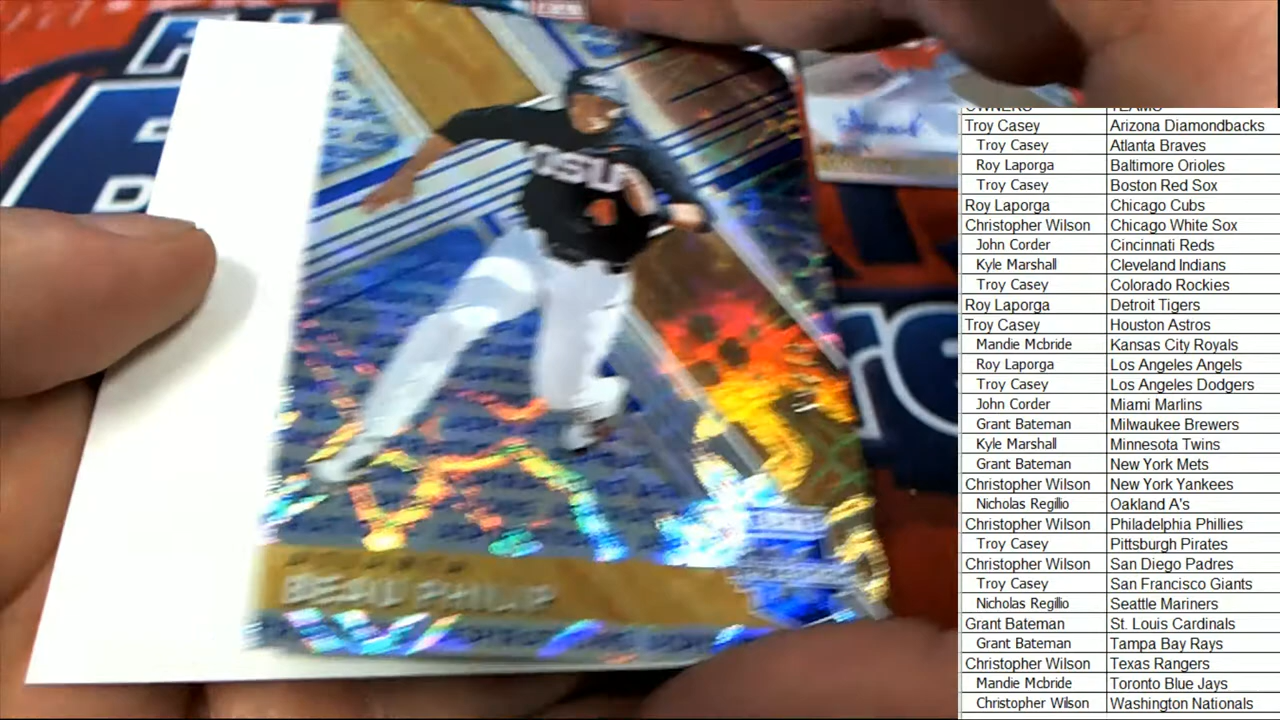 OSU
BEAU PHILIP
OWNERS TEAMS
Troy Casey Arizona Diamondbacks
Troy Casey Atlanta Braves
Roy Laporga Baltimore Orioles
Troy Casey Boston Red Sox
Roy Laporga Chicago Cubs
Christopher Wilson Chicago White Sox
John Corder Cincinnati Reds
Kyle Marshall Cleveland Indians
Troy Casey Colorado Rockies
Roy Laporga Detroit Tigers
Troy Casey Houston Astros
Mandie Mcbride Kansas City Royals
Roy Laporga Los Angeles Angels
Troy Casey Los Angeles Dodgers
John Corder Miami Marlins
Grant Bateman Milwaukee Brewers
Kyle Marshall Minnesota Twins
Grant Bateman New York Mets
Christopher Wilson New York Yankees
Nicholas Regillio Oakland A's
Christopher Wilson Philadelphia Phillies
Troy Casey Pittsburgh Pirates
Christopher Wilson San Diego Padres
Troy Casey San Francisco Giants
Nicholas Regillio Seattle Mariners
Grant Bateman St. Louis Cardinals
Grant Bateman Tampa Bay Rays
Christopher Wilson Texas Rangers
Mandie Mcbride Toronto Blue Jays
Christopher Wilson Washington Nationals